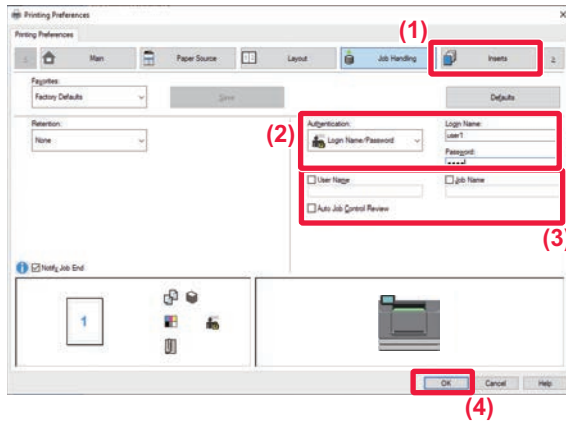 Printing Preferences
Printing Preferences
(1)
Main
Paper Source
Layout
Job Handling
Inserts
Favorites:
Factory Defaults
Save
Defaults
Retention:
None
(2)
Authentication:
Login Name/Password
Login Name:
user1
Password:
••••
User Name
Job Name
Auto Job Control Review
(3)
Notify Job End
1
OK
Cancel
Help
(4)